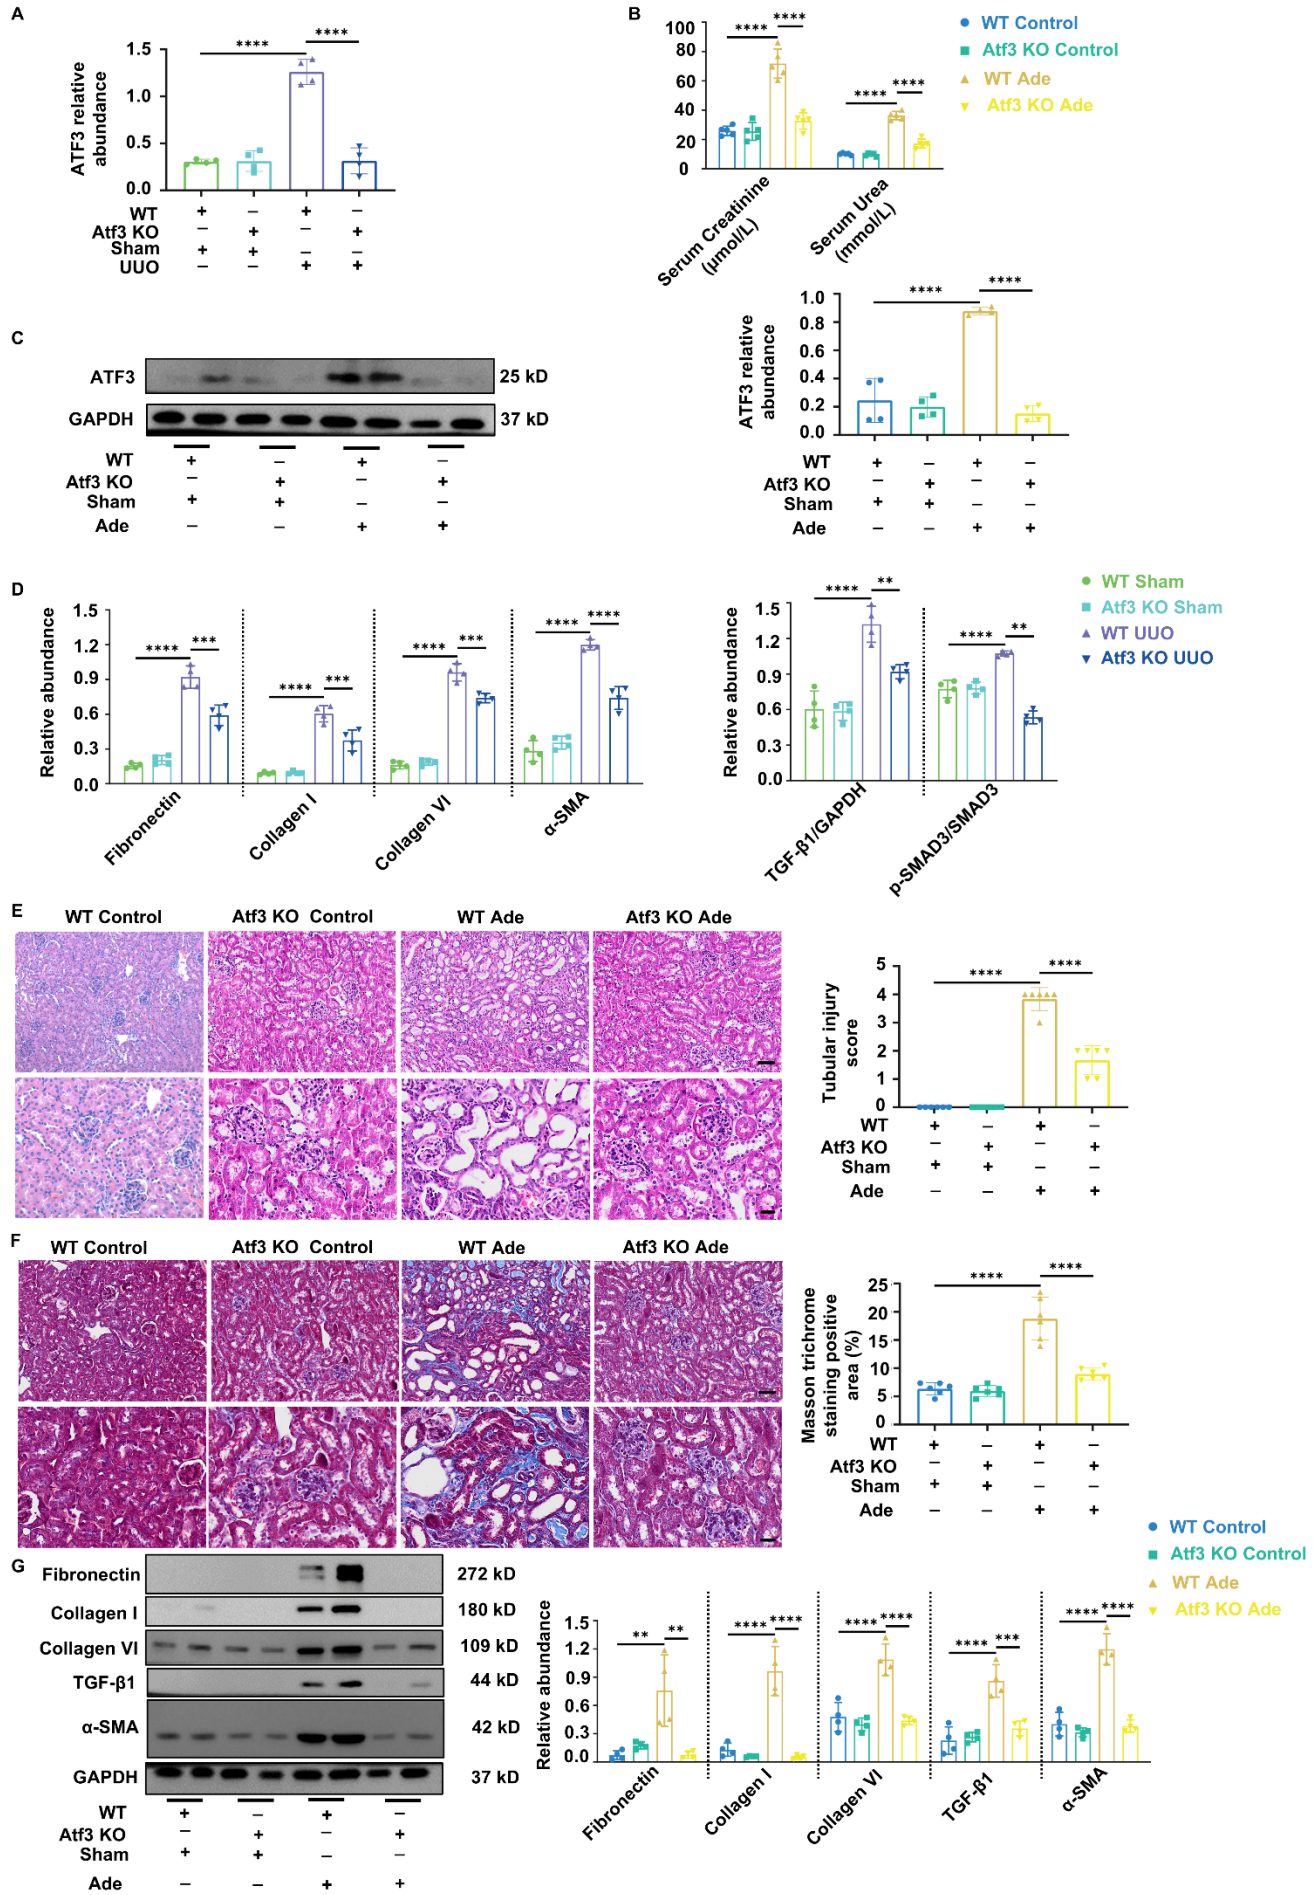 A
ATF3 relative
abundance
1.5
1.0
0.5
0.0
**** ****
WT + – + –
Atf3 KO – + – +
Sham + + – –
UUO – – + +
B
100
80
60
40
20
0
**** ****
**** ****
Serum Creatinine
(μmol/L)
Serum Urea
(mmol/L)
WT Control
Atf3 KO Control
WT Ade
Atf3 KO Ade
C
ATF3 25 kD
GAPDH 37 kD
WT + – + –
Atf3 KO – + – +
Sham + + – –
Ade – – + +
ATF3 relative
abundance
1.0
0.8
0.6
0.4
0.2
0.0
**** ****
WT + – + –
Atf3 KO – + – +
Sham + + – –
Ade – – + +
D
Relative abundance
1.5
1.2
0.9
0.6
0.3
0.0
**** ***
**** ***
**** ***
**** ****
Fibronectin
Collagen I
Collagen VI
α-SMA
Relative abundance
1.5
1.2
0.9
0.6
0.3
0.0
**** **
**** **
TGF-β1/GAPDH
p-SMAD3/SMAD3
WT Sham
Atf3 KO Sham
WT UUO
Atf3 KO UUO
E
WT Control Atf3 KO Control WT Ade Atf3 KO Ade
Tubular injury
score
5
4
3
2
1
0
**** ****
WT + – + –
Atf3 KO – + – +
Sham + + – –
Ade – – + +
F
WT Control Atf3 KO Control WT Ade Atf3 KO Ade
Masson trichrome
staining positive
area (%)
25
20
15
10
5
0
**** ****
WT + – + –
Atf3 KO – + – +
Sham + + – –
Ade – – + +
G
Fibronectin 272 kD
Collagen I 180 kD
Collagen VI 109 kD
TGF-β1 44 kD
α-SMA 42 kD
GAPDH 37 kD
WT + – + –
Atf3 KO – + – +
Sham + + – –
Ade – – + +
Relative abundance
1.5
1.2
0.9
0.6
0.3
0.0
** **
**** ****
**** ****
**** ***
**** ****
Fibronectin
Collagen I
Collagen VI
TGF-β1
α-SMA
WT Control
Atf3 KO Control
WT Ade
Atf3 KO Ade